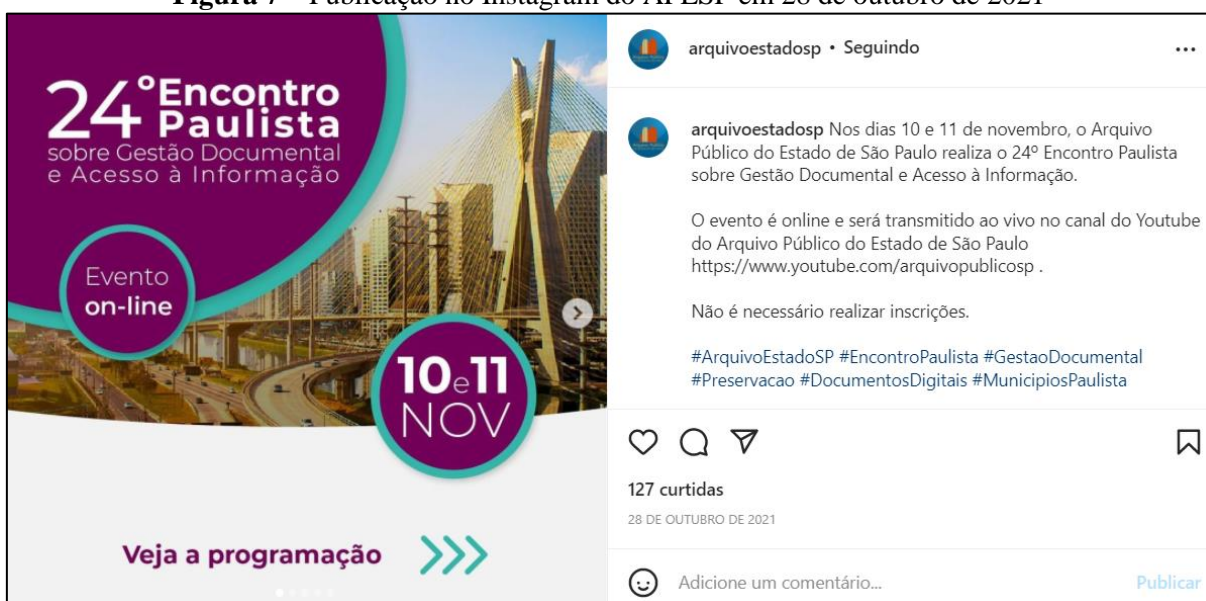 Figura 7 – Publicação no Instagram do APESP em 28 de outubro de 2021
24º Encontro
Paulista
sobre Gestão Documental
e Acesso à Informação
Evento
on-line
10 e 11
NOV
Veja a programação
arquivoestadosp • Seguindo
arquivoestadosp Nos dias 10 e 11 de novembro, o Arquivo
Público do Estado de São Paulo realiza o 24º Encontro Paulista
sobre Gestão Documental e Acesso à Informação.
O evento é online e será transmitido ao vivo no canal do Youtube
do Arquivo Público do Estado de São Paulo
https://www.youtube.com/arquivopublicosp .
Não é necessário realizar inscrições.
#ArquivoEstadoSP #EncontroPaulista #GestaoDocumental
#Preservacao #DocumentosDigitais #MunicipiosPaulista
127 curtidas
28 DE OUTUBRO DE 2021
Adicione um comentário...
Publicar